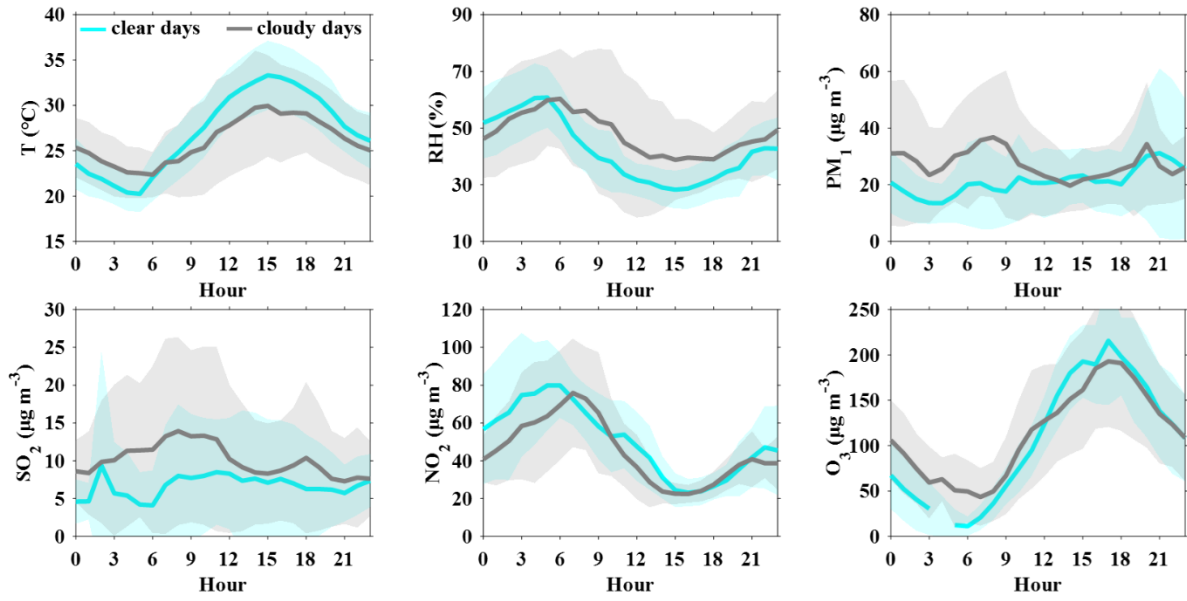 clear days cloudy days
T (°C)
40
35
30
25
20
15
0 3 6 9 12 15 18 21
Hour
RH (%)
90
70
50
30
10
0 3 6 9 12 15 18 21
Hour
PM₁ (µg m⁻³)
80
60
40
20
0
0 3 6 9 12 15 18 21
Hour
SO₂ (µg m⁻³)
30
25
20
15
10
5
0
0 3 6 9 12 15 18 21
Hour
NO₂ (µg m⁻³)
120
100
80
60
40
20
0
0 3 6 9 12 15 18 21
Hour
O₃ (µg m⁻³)
250
200
150
100
50
0
0 3 6 9 12 15 18 21
Hour